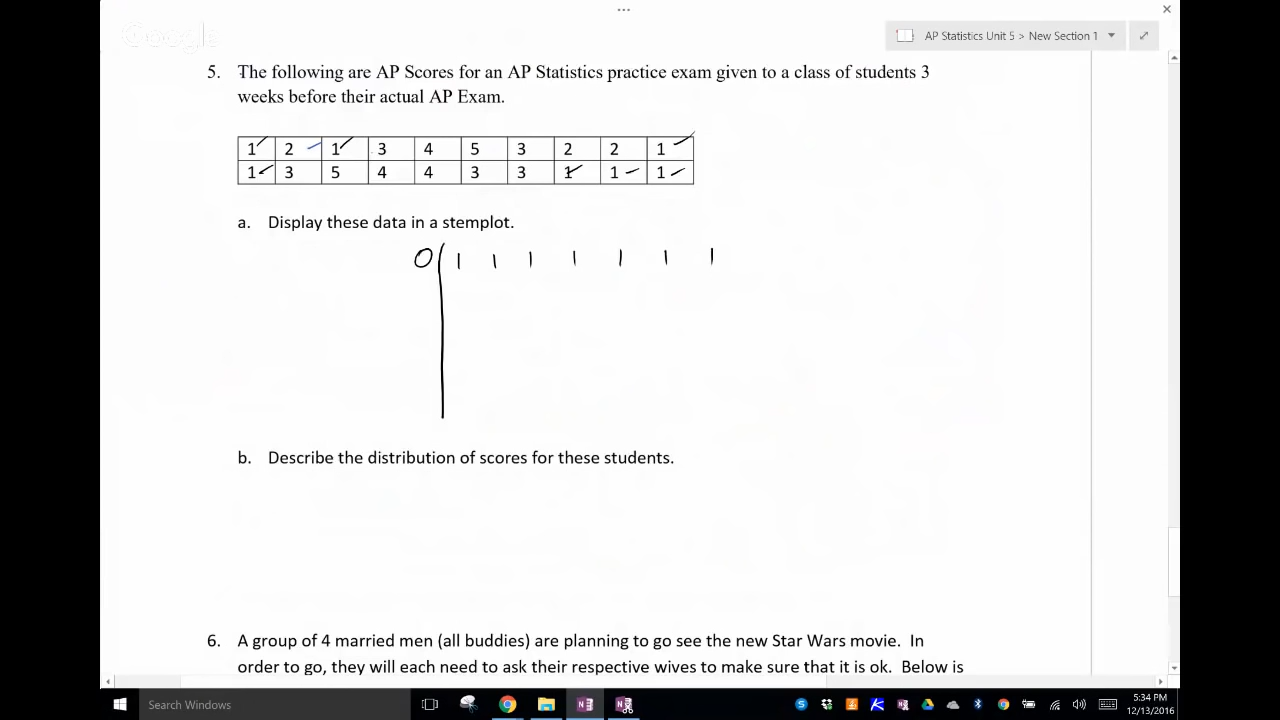 ...
Google
AP Statistics Unit 5 > New Section 1
5. The following are AP Scores for an AP Statistics practice exam given to a class of students 3
weeks before their actual AP Exam.
1 2 1 3 4 5 3 2 2 1
1 3 5 4 4 3 3 1 1 1
a. Display these data in a stemplot.
0 | 1 1 1 1 1 1 1
b. Describe the distribution of scores for these students.
6. A group of 4 married men (all buddies) are planning to go see the new Star Wars movie. In
order to go, they will each need to ask their respective wives to make sure that it is ok. Below is
Search Windows
5:34 PM
12/13/2016